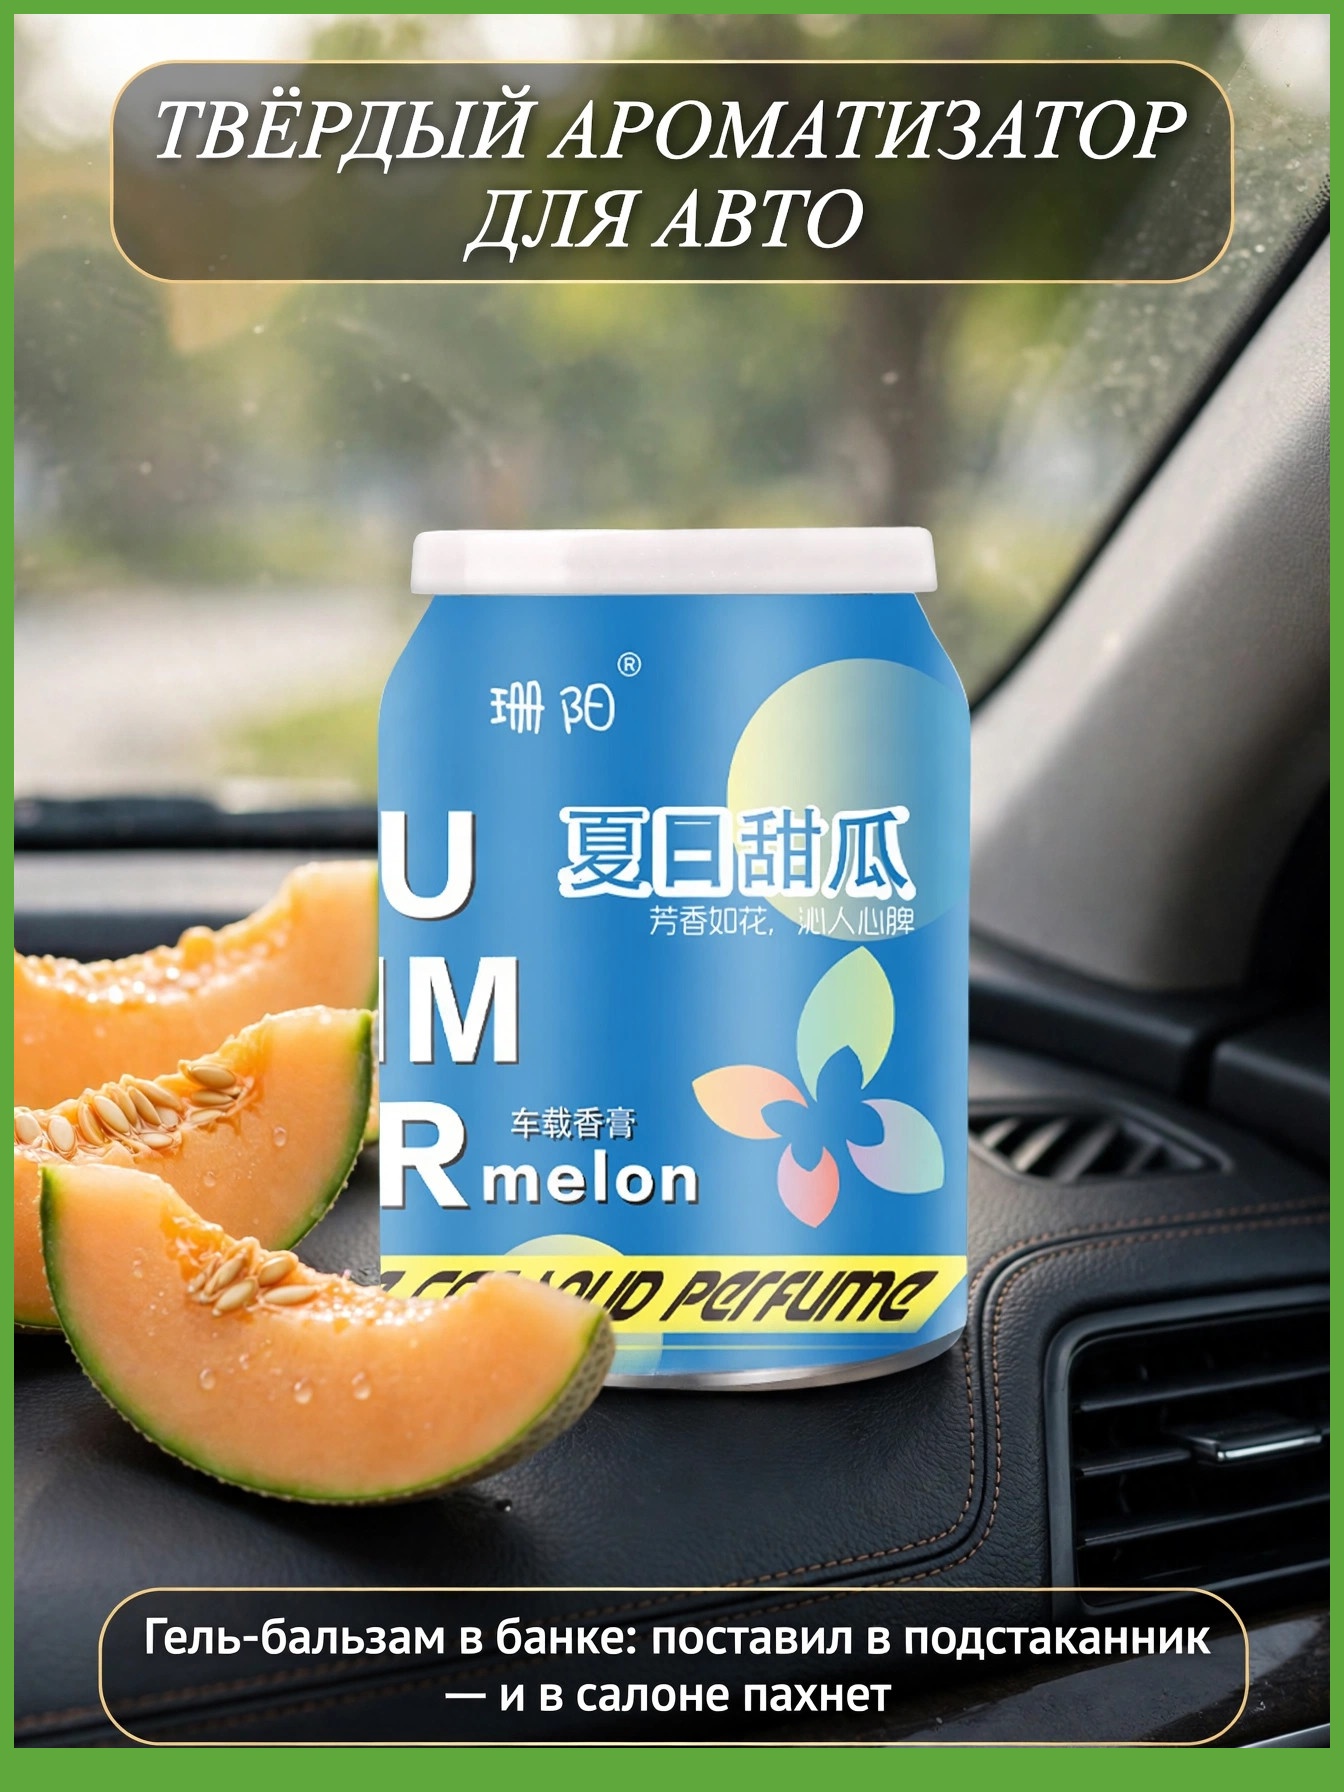 ТВЁРДЫЙ АРОМАТИЗАТОР
ДЛЯ АВТО
珊阳®
夏日甜瓜
芳香如花，沁人心脾
U
IM
R
车载香膏
melon
PERFUME
Гель-бальзам в банке: поставил в подстаканник
— и в салоне пахнет